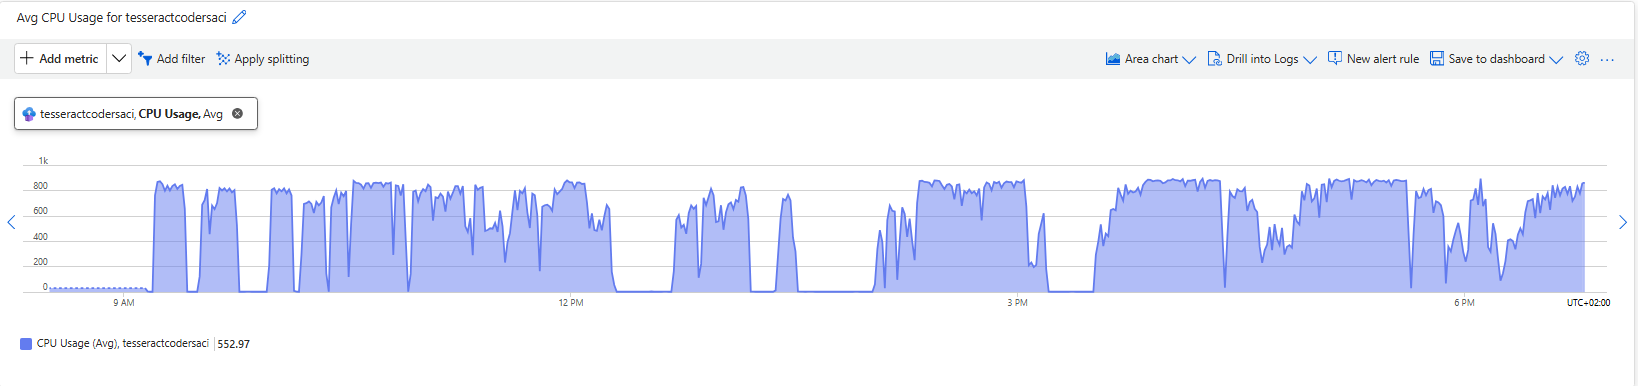 Avg CPU Usage for tesseractcodersaci
Add metric Add filter Apply splitting Area chart Drill into Logs New alert rule Save to dashboard ...
tesseractcodersaci, CPU Usage, Avg
1k
800
600
400
200
0
9 AM 12 PM 3 PM 6 PM UTC+02:00
CPU Usage (Avg), tesseractcodersaci 552.97